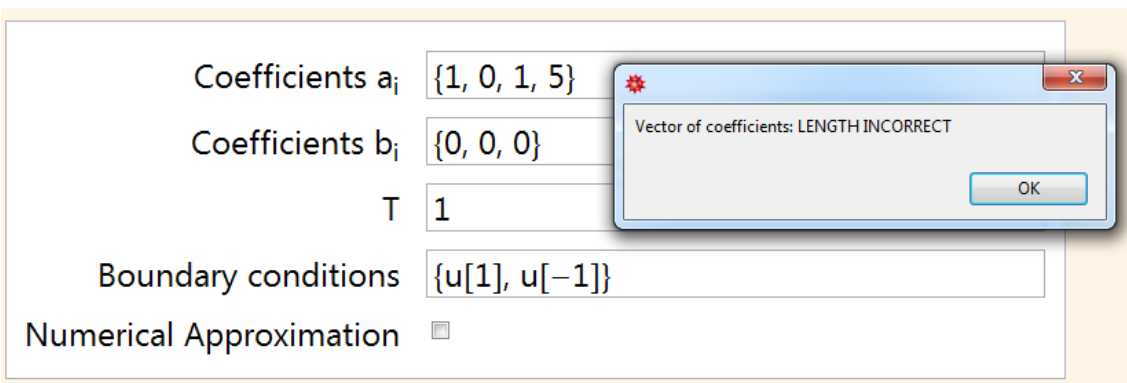 Coefficients aᵢ {1, 0, 1, 5}
Vector of coefficients: LENGTH INCORRECT
Coefficients bᵢ {0, 0, 0}
OK
T 1
Boundary conditions {u[1], u[−1]}
Numerical Approximation